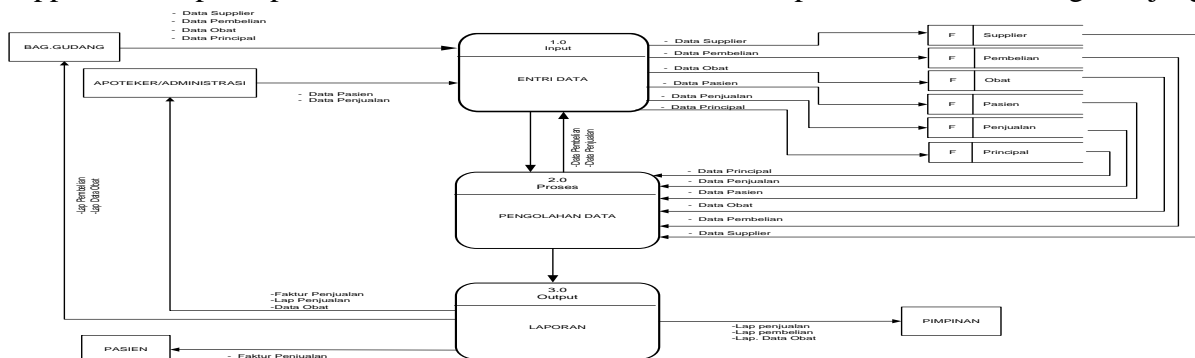 - Data Supplier
- Data Pembelian
- Data Obat
- Data Principal
BAG.GUDANG
1.0
Input
ENTRI DATA
- Data Supplier
- Data Pembelian
- Data Obat
- Data Pasien
- Data Penjualan
- Data Principal
F Supplier
F Pembelian
F Obat
F Pasien
F Penjualan
F Principal
APOTEKER/ADMINISTRASI
- Data Pasien
- Data Penjualan
-Data Pembelian
-Data Penjualan
-Lap Pembelian
-Lap Data Obat
2.0
Proses
PENGOLAHAN DATA
- Data Principal
- Data Penjualan
- Data Pasien
- Data Obat
- Data Pembelian
- Data Supplier
3.0
Output
LAPORAN
-Faktur Penjualan
-Lap Penjualan
-Data Obat
-Lap penjualan
-Lap pembelian
-Lap. Data Obat
PIMPINAN
PASIEN
- Faktur Penjualan